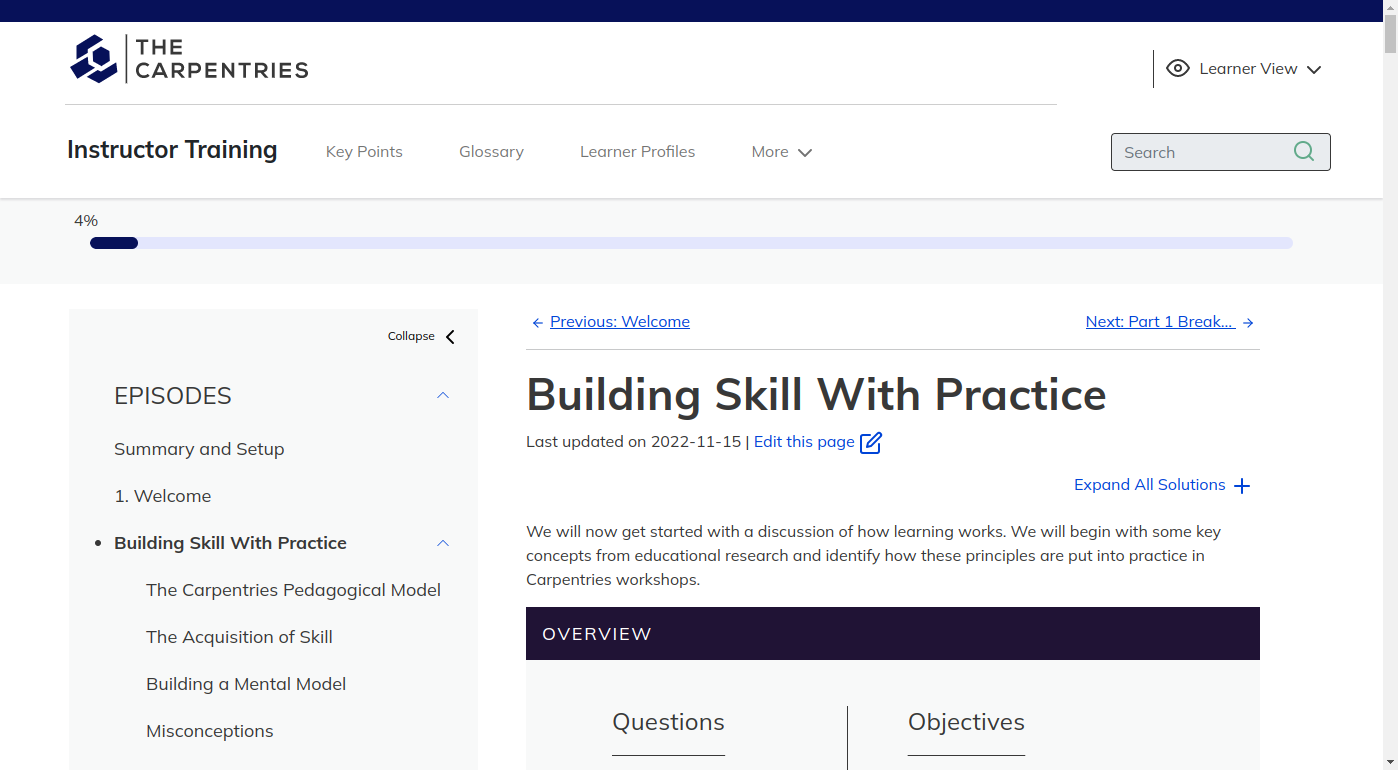 THE
CARPENTRIES
Learner View
Instructor Training
Key Points
Glossary
Learner Profiles
More
Search
4%
Collapse
EPISODES
Summary and Setup
1. Welcome
Building Skill With Practice
The Carpentries Pedagogical Model
The Acquisition of Skill
Building a Mental Model
Misconceptions
Previous: Welcome
Next: Part 1 Break...
Building Skill With Practice
Last updated on 2022-11-15 | Edit this page
Expand All Solutions
We will now get started with a discussion of how learning works. We will begin with some key
concepts from educational research and identify how these principles are put into practice in
Carpentries workshops.
OVERVIEW
Questions
Objectives